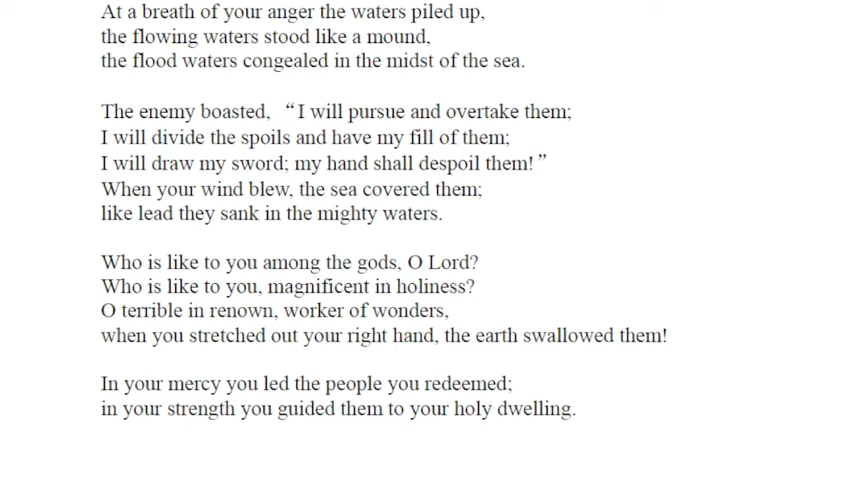 At a breath of your anger the waters piled up,
the flowing waters stood like a mound,
the flood waters congealed in the midst of the sea.
The enemy boasted, “I will pursue and overtake them;
I will divide the spoils and have my fill of them;
I will draw my sword; my hand shall despoil them!”
When your wind blew, the sea covered them;
like lead they sank in the mighty waters.
Who is like to you among the gods, O Lord?
Who is like to you, magnificent in holiness?
O terrible in renown, worker of wonders,
when you stretched out your right hand, the earth swallowed them!
In your mercy you led the people you redeemed;
in your strength you guided them to your holy dwelling.